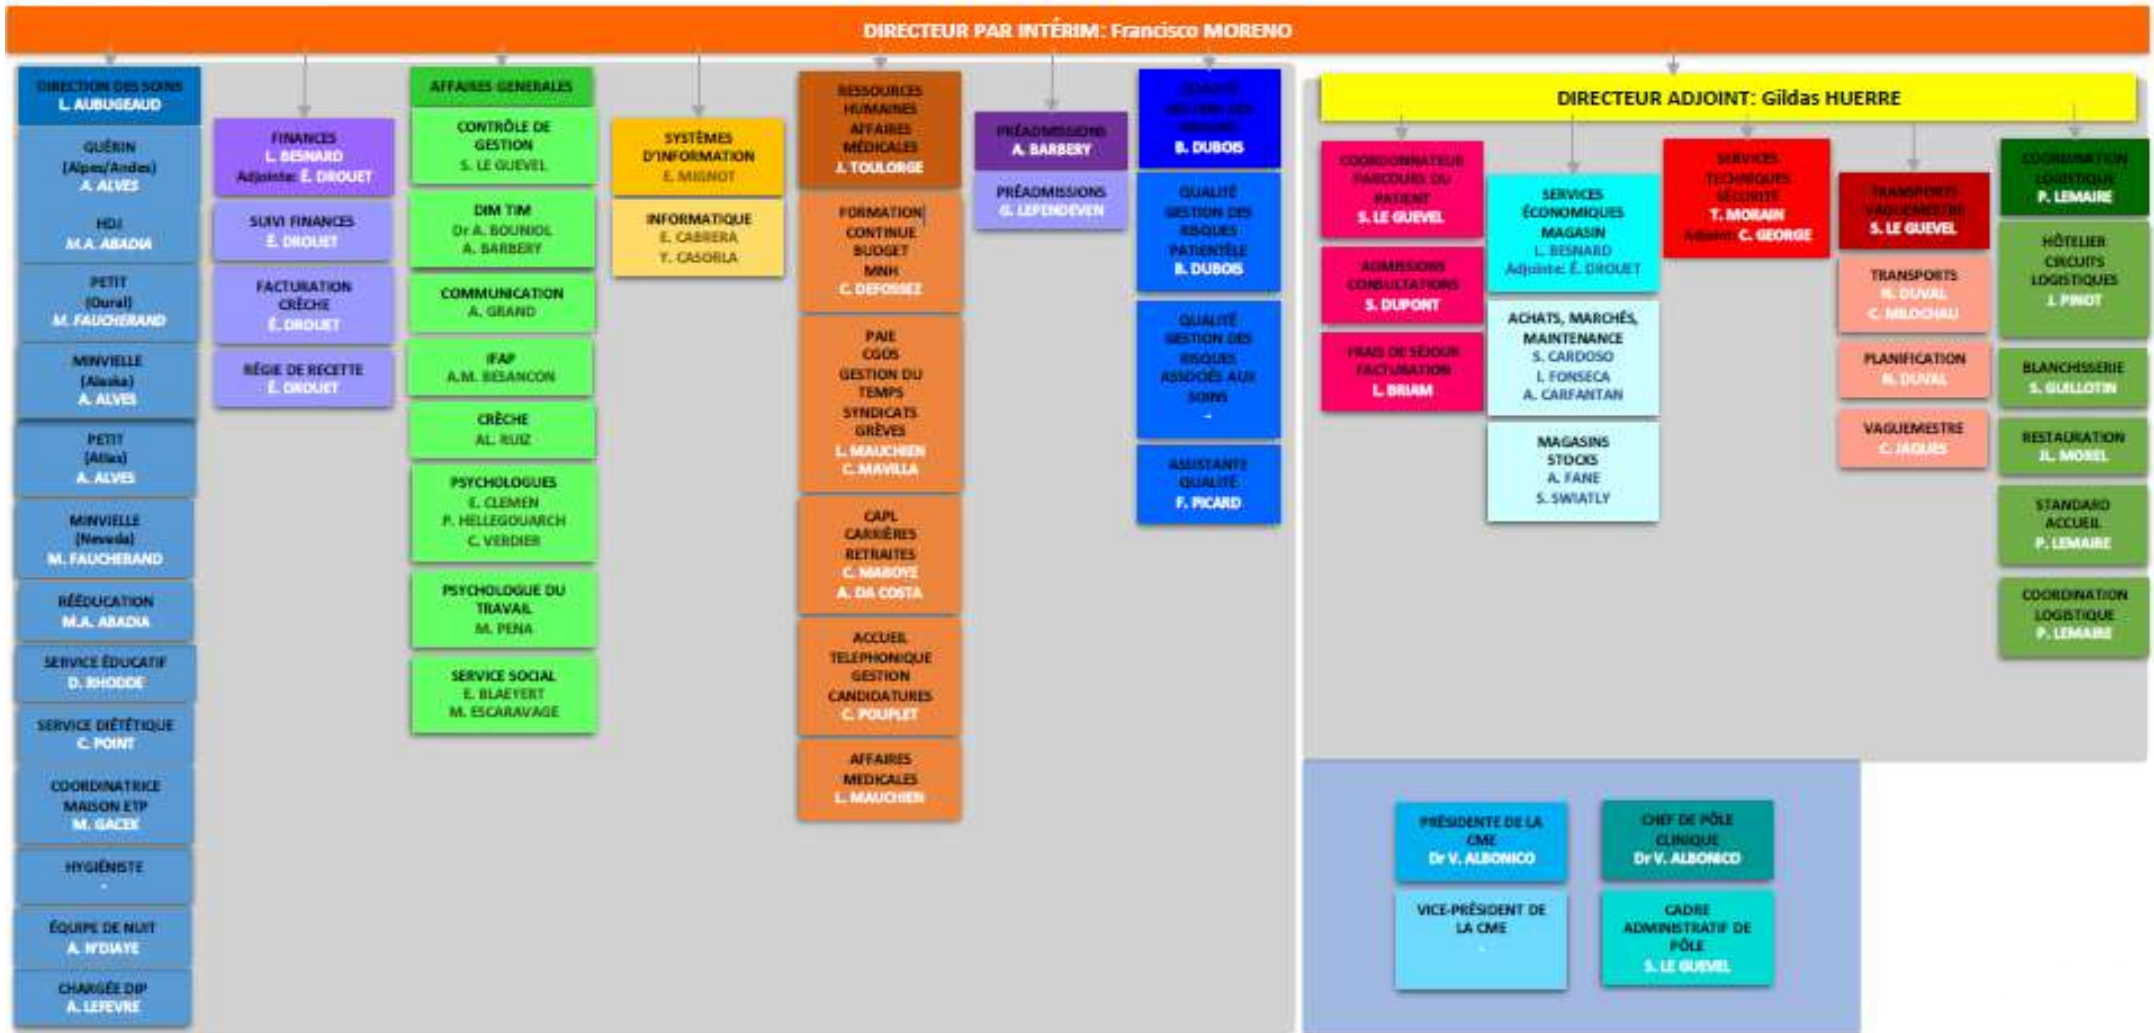 DIRECTEUR PAR INTÉRIM: Francisco MORENO
DIRECTION DES SOINS
L. AUBUGEAUD
GUÉRIN
(Alpes/Andes)
A. ALVES
HDJ
M.A. ABADIA
PETIT
(Oural)
M. FAUCHERAND
MINVIELLE
(Alaska)
A. ALVES
PETIT
(Atlas)
A. ALVES
MINVIELLE
(Nevada)
M. FAUCHERAND
RÉÉDUCATION
M.A. ABADIA
SERVICE ÉDUCATIF
D. RHODDE
SERVICE DIÉTÉTIQUE
C. POINT
COORDINATRICE
MAISON ETP
M. GACEK
HYGIÉNISTE
-
ÉQUIPE DE NUIT
A. N'DIAYE
CHARGÉE DIP
A. LEFEVRE
FINANCES
L. BESNARD
Adjointe: É. DROUET
SUIVI FINANCES
É. DROUET
FACTURATION
CRÈCHE
É. DROUET
RÉGIE DE RECETTE
É. DROUET
AFFAIRES GENERALES
CONTRÔLE DE
GESTION
S. LE GUEVEL
DIM TIM
Dr A. BOUNIOL
A. BARBERY
COMMUNICATION
A. GRAND
IFAP
A.M. BESANCON
CRÈCHE
AL. RUIZ
PSYCHOLOGUES
E. CLEMEN
P. HELLEGOUARCH
C. VERDIER
PSYCHOLOGUE DU
TRAVAIL
M. PENA
SERVICE SOCIAL
E. BLAEYERT
M. ESCARAVAGE
SYSTÈMES
D'INFORMATION
E. MIGNOT
INFORMATIQUE
E. CABRERA
Y. CASORLA
RESSOURCES
HUMAINES
AFFAIRES
MÉDICALES
J. TOULORGE
FORMATION
CONTINUE
BUDGET
MNH
C. DEFOSSEZ
PAIE
CGOS
GESTION DU
TEMPS
SYNDICATS
GRÈVES
L. MAUCHIEN
C. MAVILLA
CAPL
CARRIÈRES
RETRAITES
C. MABOYE
A. DA COSTA
ACCUEIL
TELEPHONIQUE
GESTION
CANDIDATURES
C. POUPLET
AFFAIRES
MEDICALES
L. MAUCHIEN
PRÉADMISSIONS
A. BARBERY
PRÉADMISSIONS
G. LEPENDEVEN
QUALITÉ
GESTION DES
RISQUES
B. DUBOIS
QUALITÉ
GESTION DES
RISQUES
PATIENTÈLE
B. DUBOIS
QUALITÉ
GESTION DES
RISQUES
ASSOCIÉS AUX
SOINS
-
ASSISTANTE
QUALITÉ
F. PICARD
DIRECTEUR ADJOINT: Gildas HUERRE
COORDONNATEUR
PARCOURS DU
PATIENT
S. LE GUEVEL
ADMISSIONS
CONSULTATIONS
S. DUPONT
FRAIS DE SÉJOUR
FACTURATION
L. BRIAM
SERVICES
ÉCONOMIQUES
MAGASIN
L. BESNARD
Adjointe: É. DROUET
ACHATS, MARCHÉS,
MAINTENANCE
S. CARDOSO
I. FONSECA
A. CARFANTAN
MAGASINS
STOCKS
A. FANE
S. SWIATLY
SERVICES
TECHNIQUES
SÉCURITÉ
T. MORAIN
Adjoint: C. GEORGE
TRANSPORTS
VAGUEMESTRE
S. LE GUEVEL
TRANSPORTS
N. DUVAL
C. MILOCHAU
PLANIFICATION
N. DUVAL
VAGUEMESTRE
C. JAQUES
COORDINATION
LOGISTIQUE
P. LEMAIRE
HÔTELIER
CIRCUITS
LOGISTIQUES
J. PINOT
BLANCHISSERIE
S. GUILLOTIN
RESTAURATION
JL. MOREL
STANDARD
ACCUEIL
P. LEMAIRE
COORDINATION
LOGISTIQUE
P. LEMAIRE
PRÉSIDENTE DE LA
CME
Dr V. ALBONICO
VICE-PRÉSIDENT DE
LA CME
-
CHEF DE PÔLE
CLINIQUE
Dr V. ALBONICO
CADRE
ADMINISTRATIF DE
PÔLE
S. LE GUEVEL